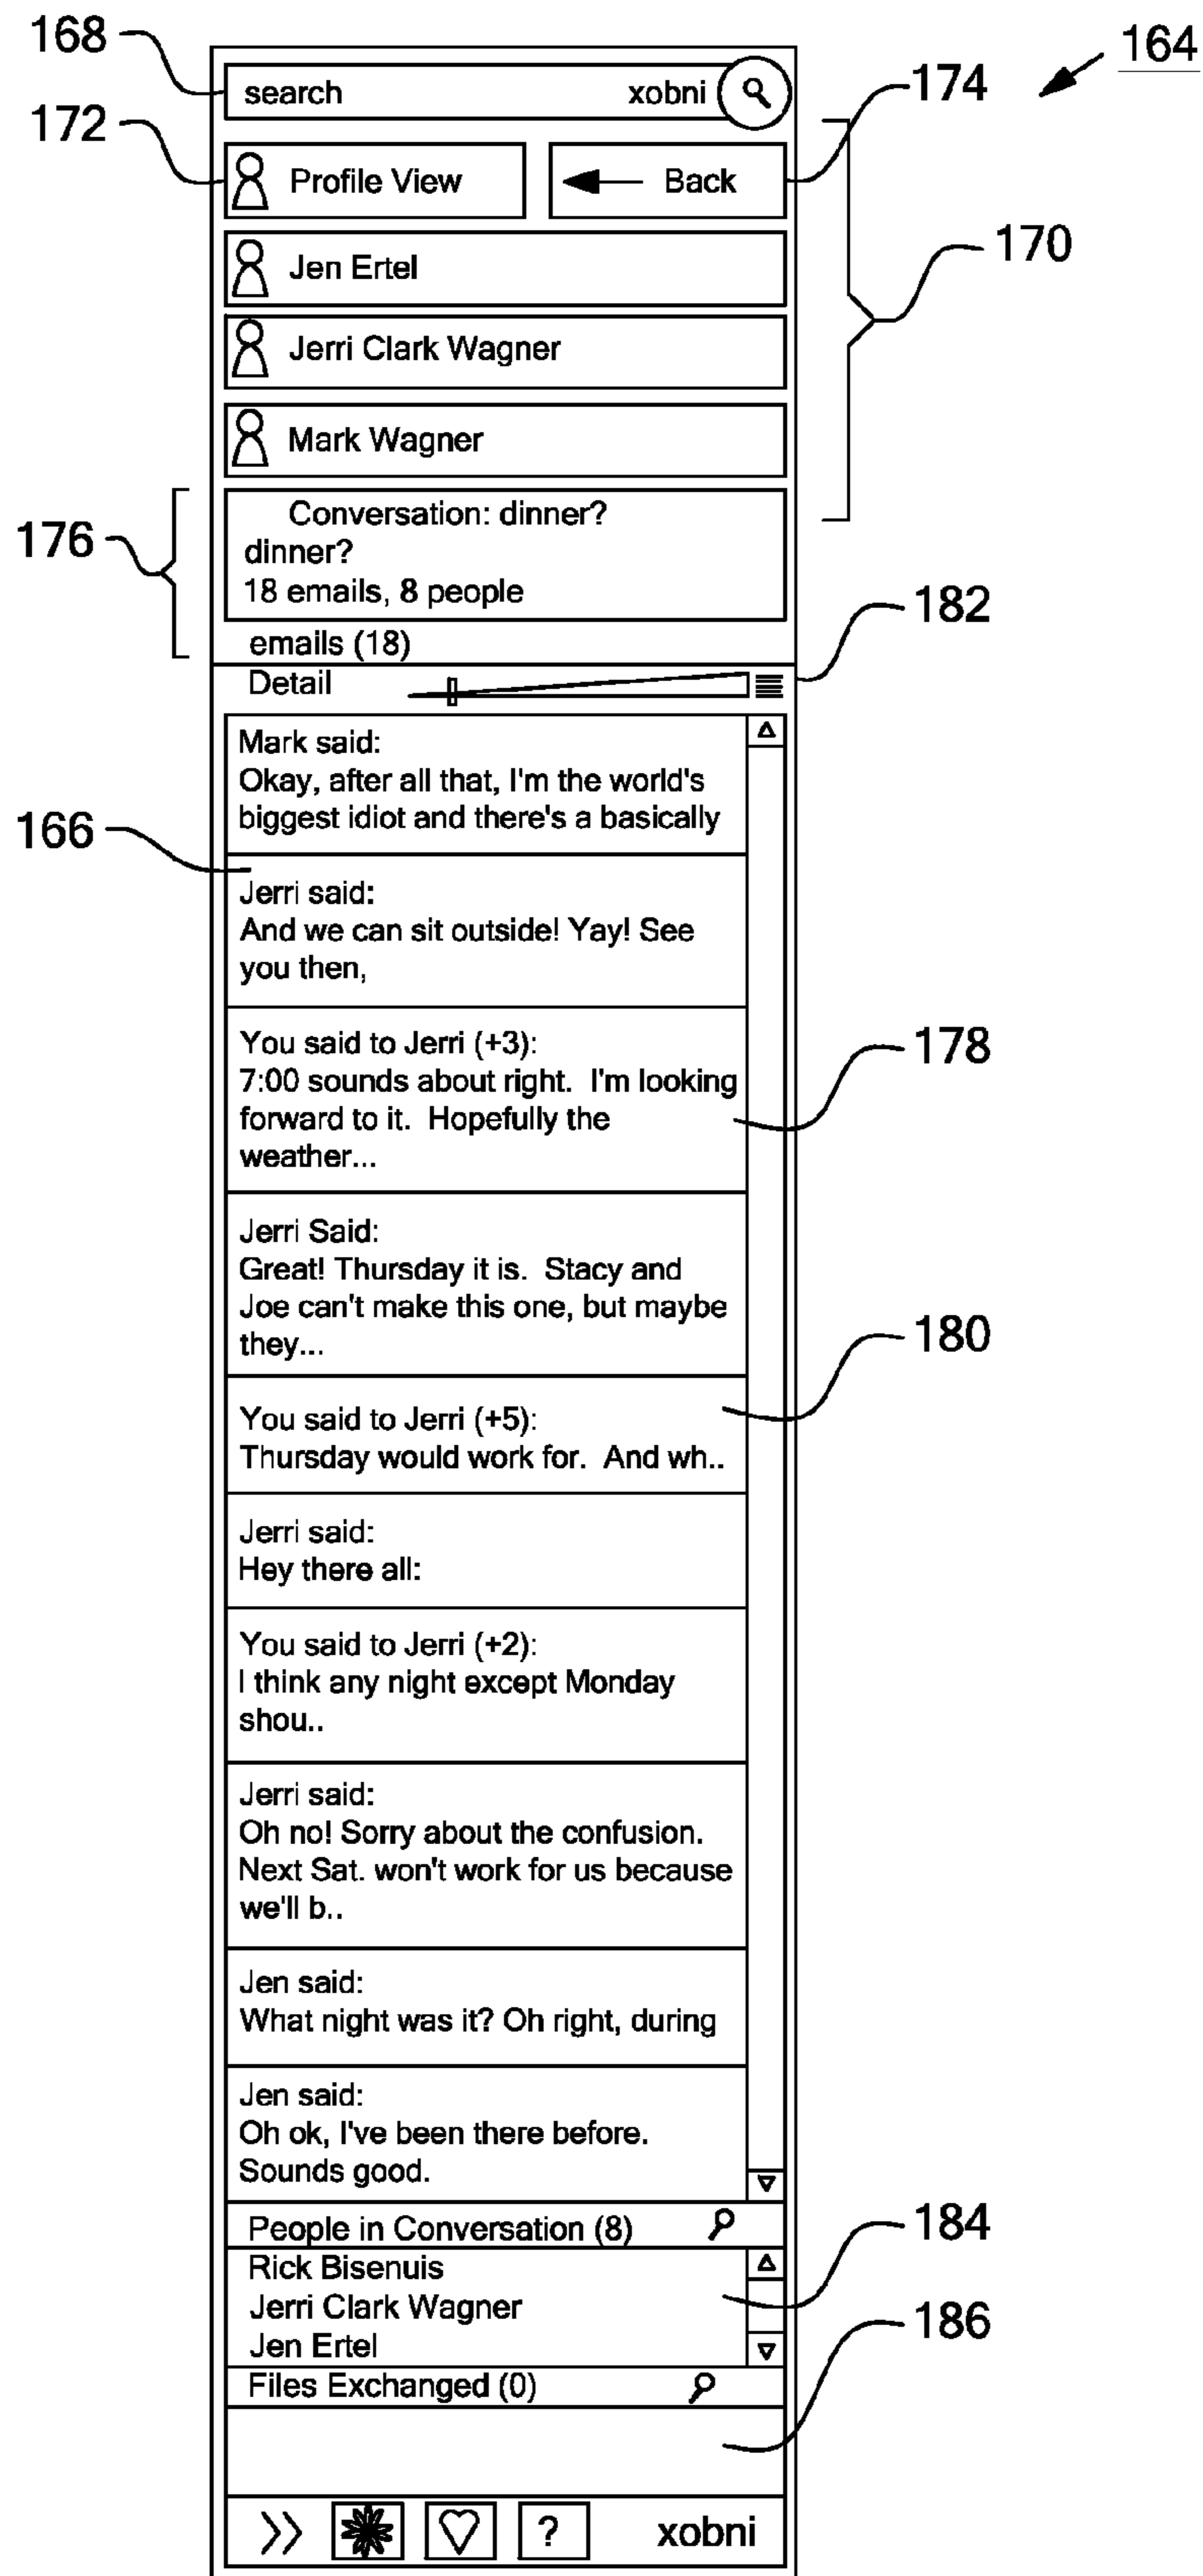 168
164
search xobni
174
172
Profile View
Back
170
Jen Ertel
Jerri Clark Wagner
Mark Wagner
176
Conversation: dinner?
dinner?
18 emails, 8 people
182
emails (18)
Detail
Mark said:
Okay, after all that, I'm the world's
biggest idiot and there's a basically
166
Jerri said:
And we can sit outside! Yay! See
you then,
178
You said to Jerri (+3):
7:00 sounds about right. I'm looking
forward to it. Hopefully the
weather...
Jerri Said:
Great! Thursday it is. Stacy and
Joe can't make this one, but maybe
they...
180
You said to Jerri (+5):
Thursday would work for. And wh..
Jerri said:
Hey there all:
You said to Jerri (+2):
I think any night except Monday
shou..
Jerri said:
Oh no! Sorry about the confusion.
Next Sat. won't work for us because
we'll b..
Jen said:
What night was it? Oh right, during
Jen said:
Oh ok, I've been there before.
Sounds good.
People in Conversation (8)
184
Rick Bisenuis
Jerri Clark Wagner
Jen Ertel
186
Files Exchanged (0)
? xobni